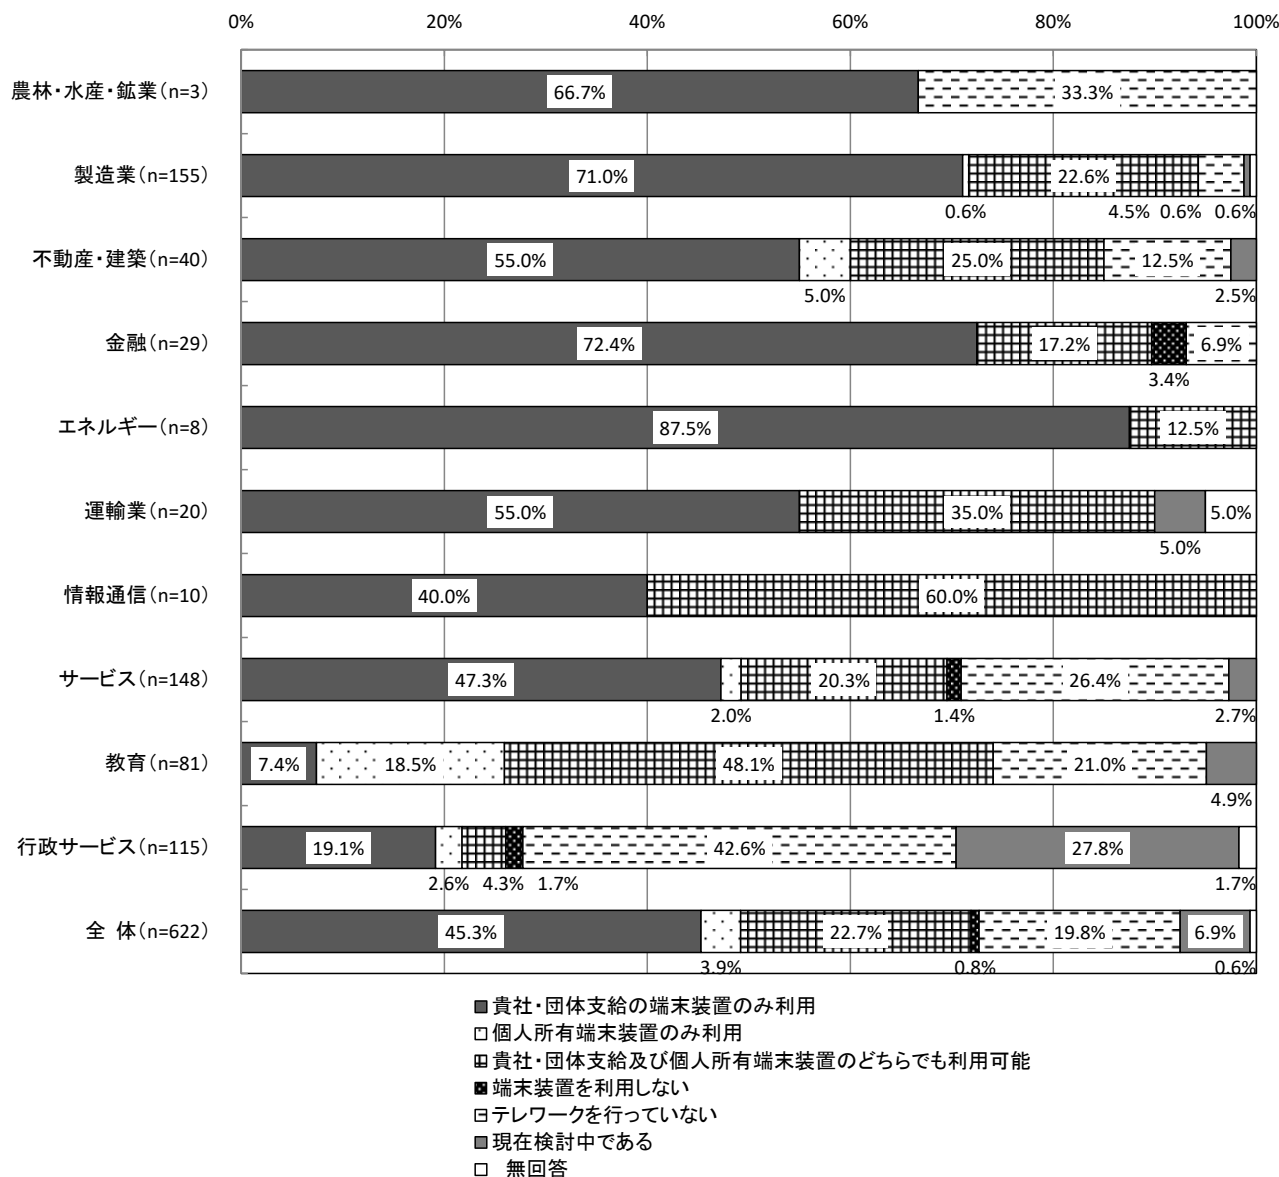 0% 20% 40% 60% 80% 100%
農林・水産・鉱業(n=3) 66.7% 33.3%
製造業(n=155) 71.0% 22.6%
0.6% 4.5% 0.6% 0.6%
不動産・建築(n=40) 55.0% 25.0% 12.5%
5.0% 2.5%
金融(n=29) 72.4% 17.2% 6.9%
3.4%
エネルギー(n=8) 87.5% 12.5%
運輸業(n=20) 55.0% 35.0% 5.0%
5.0%
情報通信(n=10) 40.0% 60.0%
サービス(n=148) 47.3% 20.3% 26.4%
2.0% 1.4% 2.7%
教育(n=81) 7.4% 18.5% 48.1% 21.0%
4.9%
行政サービス(n=115) 19.1% 42.6% 27.8%
2.6% 4.3% 1.7% 1.7%
全 体(n=622) 45.3% 22.7% 19.8% 6.9%
3.9% 0.8% 0.6%
貴社・団体支給の端末装置のみ利用
個人所有端末装置のみ利用
貴社・団体支給及び個人所有端末装置のどちらでも利用可能
端末装置を利用しない
テレワークを行っていない
現在検討中である
無回答